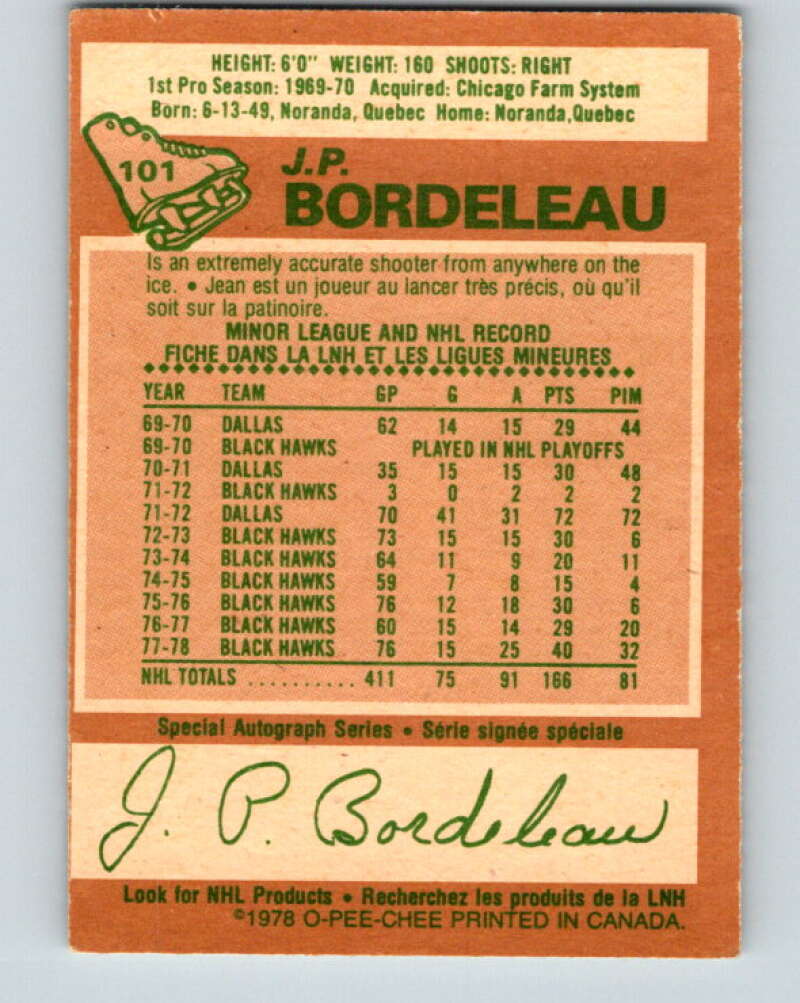 HEIGHT: 6'0" WEIGHT: 160 SHOOTS: RIGHT
1st Pro Season: 1969-70 Acquired: Chicago Farm System
Born: 6-13-49, Noranda, Quebec Home: Noranda,Quebec
101
J.P.
BORDELEAU
Is an extremely accurate shooter from anywhere on the
ice. • Jean est un joueur au lancer très précis, où qu'il
soit sur la patinoire.
MINOR LEAGUE AND NHL RECORD
FICHE DANS LA LNH ET LES LIGUES MINEURES
YEAR TEAM GP G A PTS PIM
69-70 DALLAS 62 14 15 29 44
69-70 BLACK HAWKS PLAYED IN NHL PLAYOFFS
70-71 DALLAS 35 15 15 30 48
71-72 BLACK HAWKS 3 0 2 2 2
71-72 DALLAS 70 41 31 72 72
72-73 BLACK HAWKS 73 15 15 30 6
73-74 BLACK HAWKS 64 11 9 20 11
74-75 BLACK HAWKS 59 7 8 15 4
75-76 BLACK HAWKS 76 12 18 30 6
76-77 BLACK HAWKS 60 15 14 29 20
77-78 BLACK HAWKS 76 15 25 40 32
NHL TOTALS .......... 411 75 91 166 81
Special Autograph Series • Série signée spéciale
J. P. Bordeleau
Look for NHL Products • Recherchez les produits de la LNH
©1978 O-PEE-CHEE PRINTED IN CANADA.